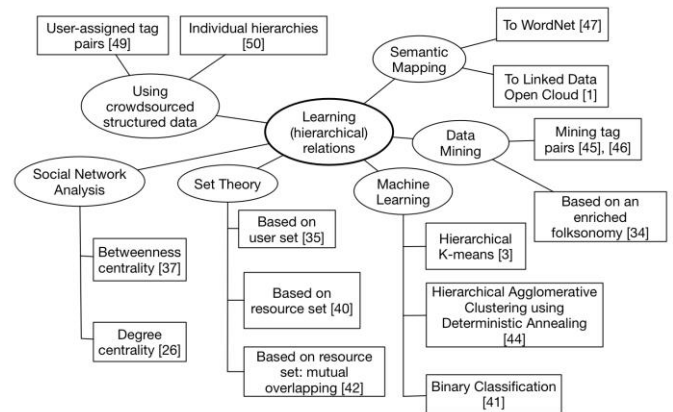 User-assigned tag
pairs [49]
Individual hierarchies
[50]
To WordNet [47]
Semantic
Mapping
To Linked Data
Open Cloud [1]
Using
crowdsourced
structured data
Learning
(hierarchical)
relations
Data
Mining
Mining tag
pairs [45], [46]
Based on an
enriched
folksonomy [34]
Social Network
Analysis
Betweenness
centrality [37]
Degree
centrality [26]
Set Theory
Based on
user set [35]
Based on
resource set [40]
Based on resource
set: mutual
overlapping [42]
Machine
Learning
Hierarchical
K-means [3]
Hierarchical Agglomerative
Clustering using
Deterministic Annealing
[44]
Binary Classification
[41]